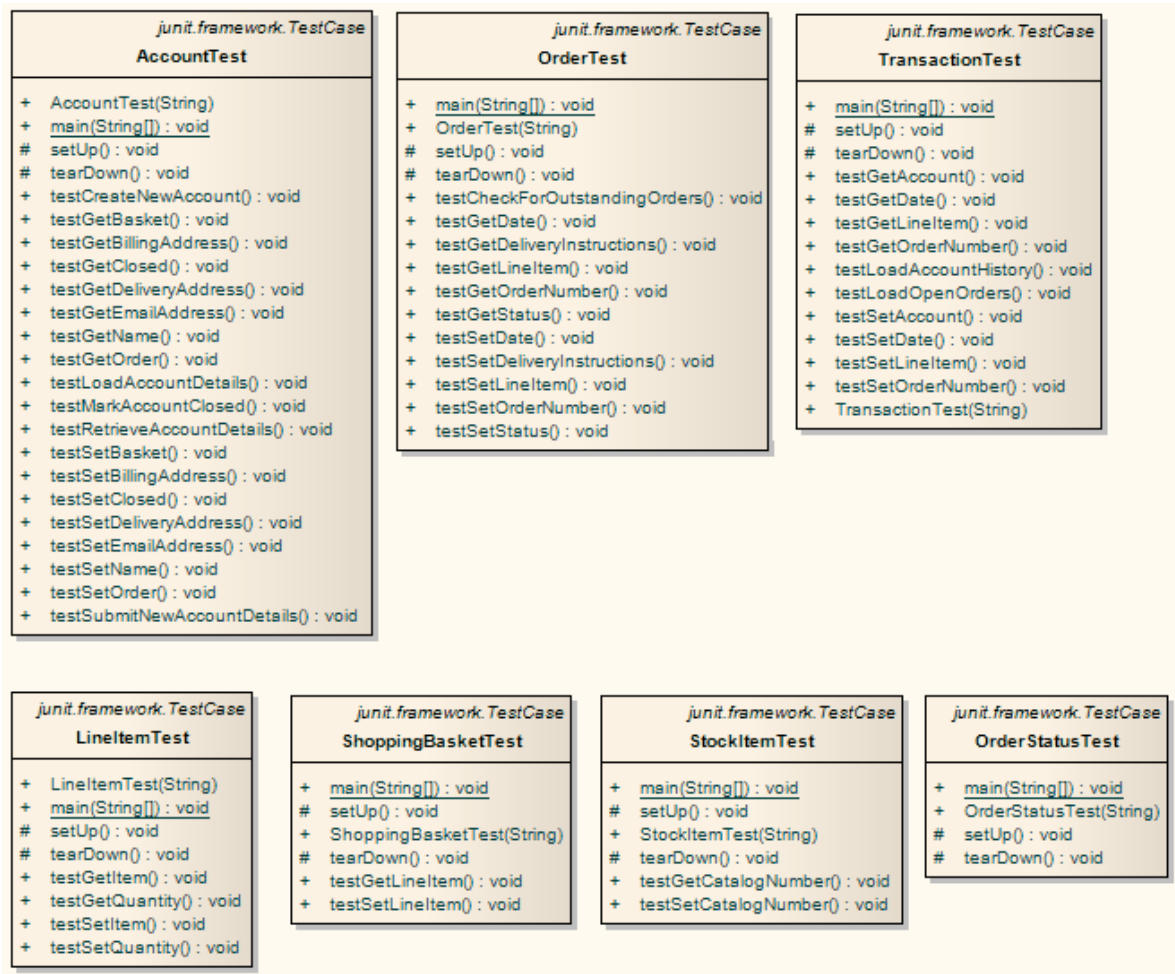 junit.framework.TestCase
AccountTest
+ AccountTest(String)
+ main(String[]) : void
# setUp() : void
# tearDown() : void
+ testCreateNewAccount() : void
+ testGetBasket() : void
+ testGetBillingAddress() : void
+ testGetClosed() : void
+ testGetDeliveryAddress() : void
+ testGetEmailAddress() : void
+ testGetName() : void
+ testGetOrder() : void
+ testLoadAccountDetails() : void
+ testMarkAccountClosed() : void
+ testRetrieveAccountDetails() : void
+ testSetBasket() : void
+ testSetBillingAddress() : void
+ testSetClosed() : void
+ testSetDeliveryAddress() : void
+ testSetEmailAddress() : void
+ testSetName() : void
+ testSetOrder() : void
+ testSubmitNewAccountDetails() : void
junit.framework.TestCase
OrderTest
+ main(String[]) : void
+ OrderTest(String)
# setUp() : void
# tearDown() : void
+ testCheckForOutstandingOrders() : void
+ testGetDate() : void
+ testGetDeliveryInstructions() : void
+ testGetLineItem() : void
+ testGetOrderNumber() : void
+ testGetStatus() : void
+ testSetDate() : void
+ testSetDeliveryInstructions() : void
+ testSetLineItem() : void
+ testSetOrderNumber() : void
+ testSetStatus() : void
junit.framework.TestCase
TransactionTest
+ main(String[]) : void
# setUp() : void
# tearDown() : void
+ testGetAccount() : void
+ testGetDate() : void
+ testGetLineItem() : void
+ testGetOrderNumber() : void
+ testLoadAccountHistory() : void
+ testLoadOpenOrders() : void
+ testSetAccount() : void
+ testSetDate() : void
+ testSetLineItem() : void
+ testSetOrderNumber() : void
+ TransactionTest(String)
junit.framework.TestCase
LineItemTest
+ LineItemTest(String)
+ main(String[]) : void
# setUp() : void
# tearDown() : void
+ testGetItem() : void
+ testGetQuantity() : void
+ testSetItem() : void
+ testSetQuantity() : void
junit.framework.TestCase
ShoppingBasketTest
+ main(String[]) : void
# setUp() : void
+ ShoppingBasketTest(String)
# tearDown() : void
+ testGetLineItem() : void
+ testSetLineItem() : void
junit.framework.TestCase
StockItemTest
+ main(String[]) : void
# setUp() : void
+ StockItemTest(String)
# tearDown() : void
+ testGetCatalogNumber() : void
+ testSetCatalogNumber() : void
junit.framework.TestCase
OrderStatusTest
+ main(String[]) : void
+ OrderStatusTest(String)
# setUp() : void
# tearDown() : void